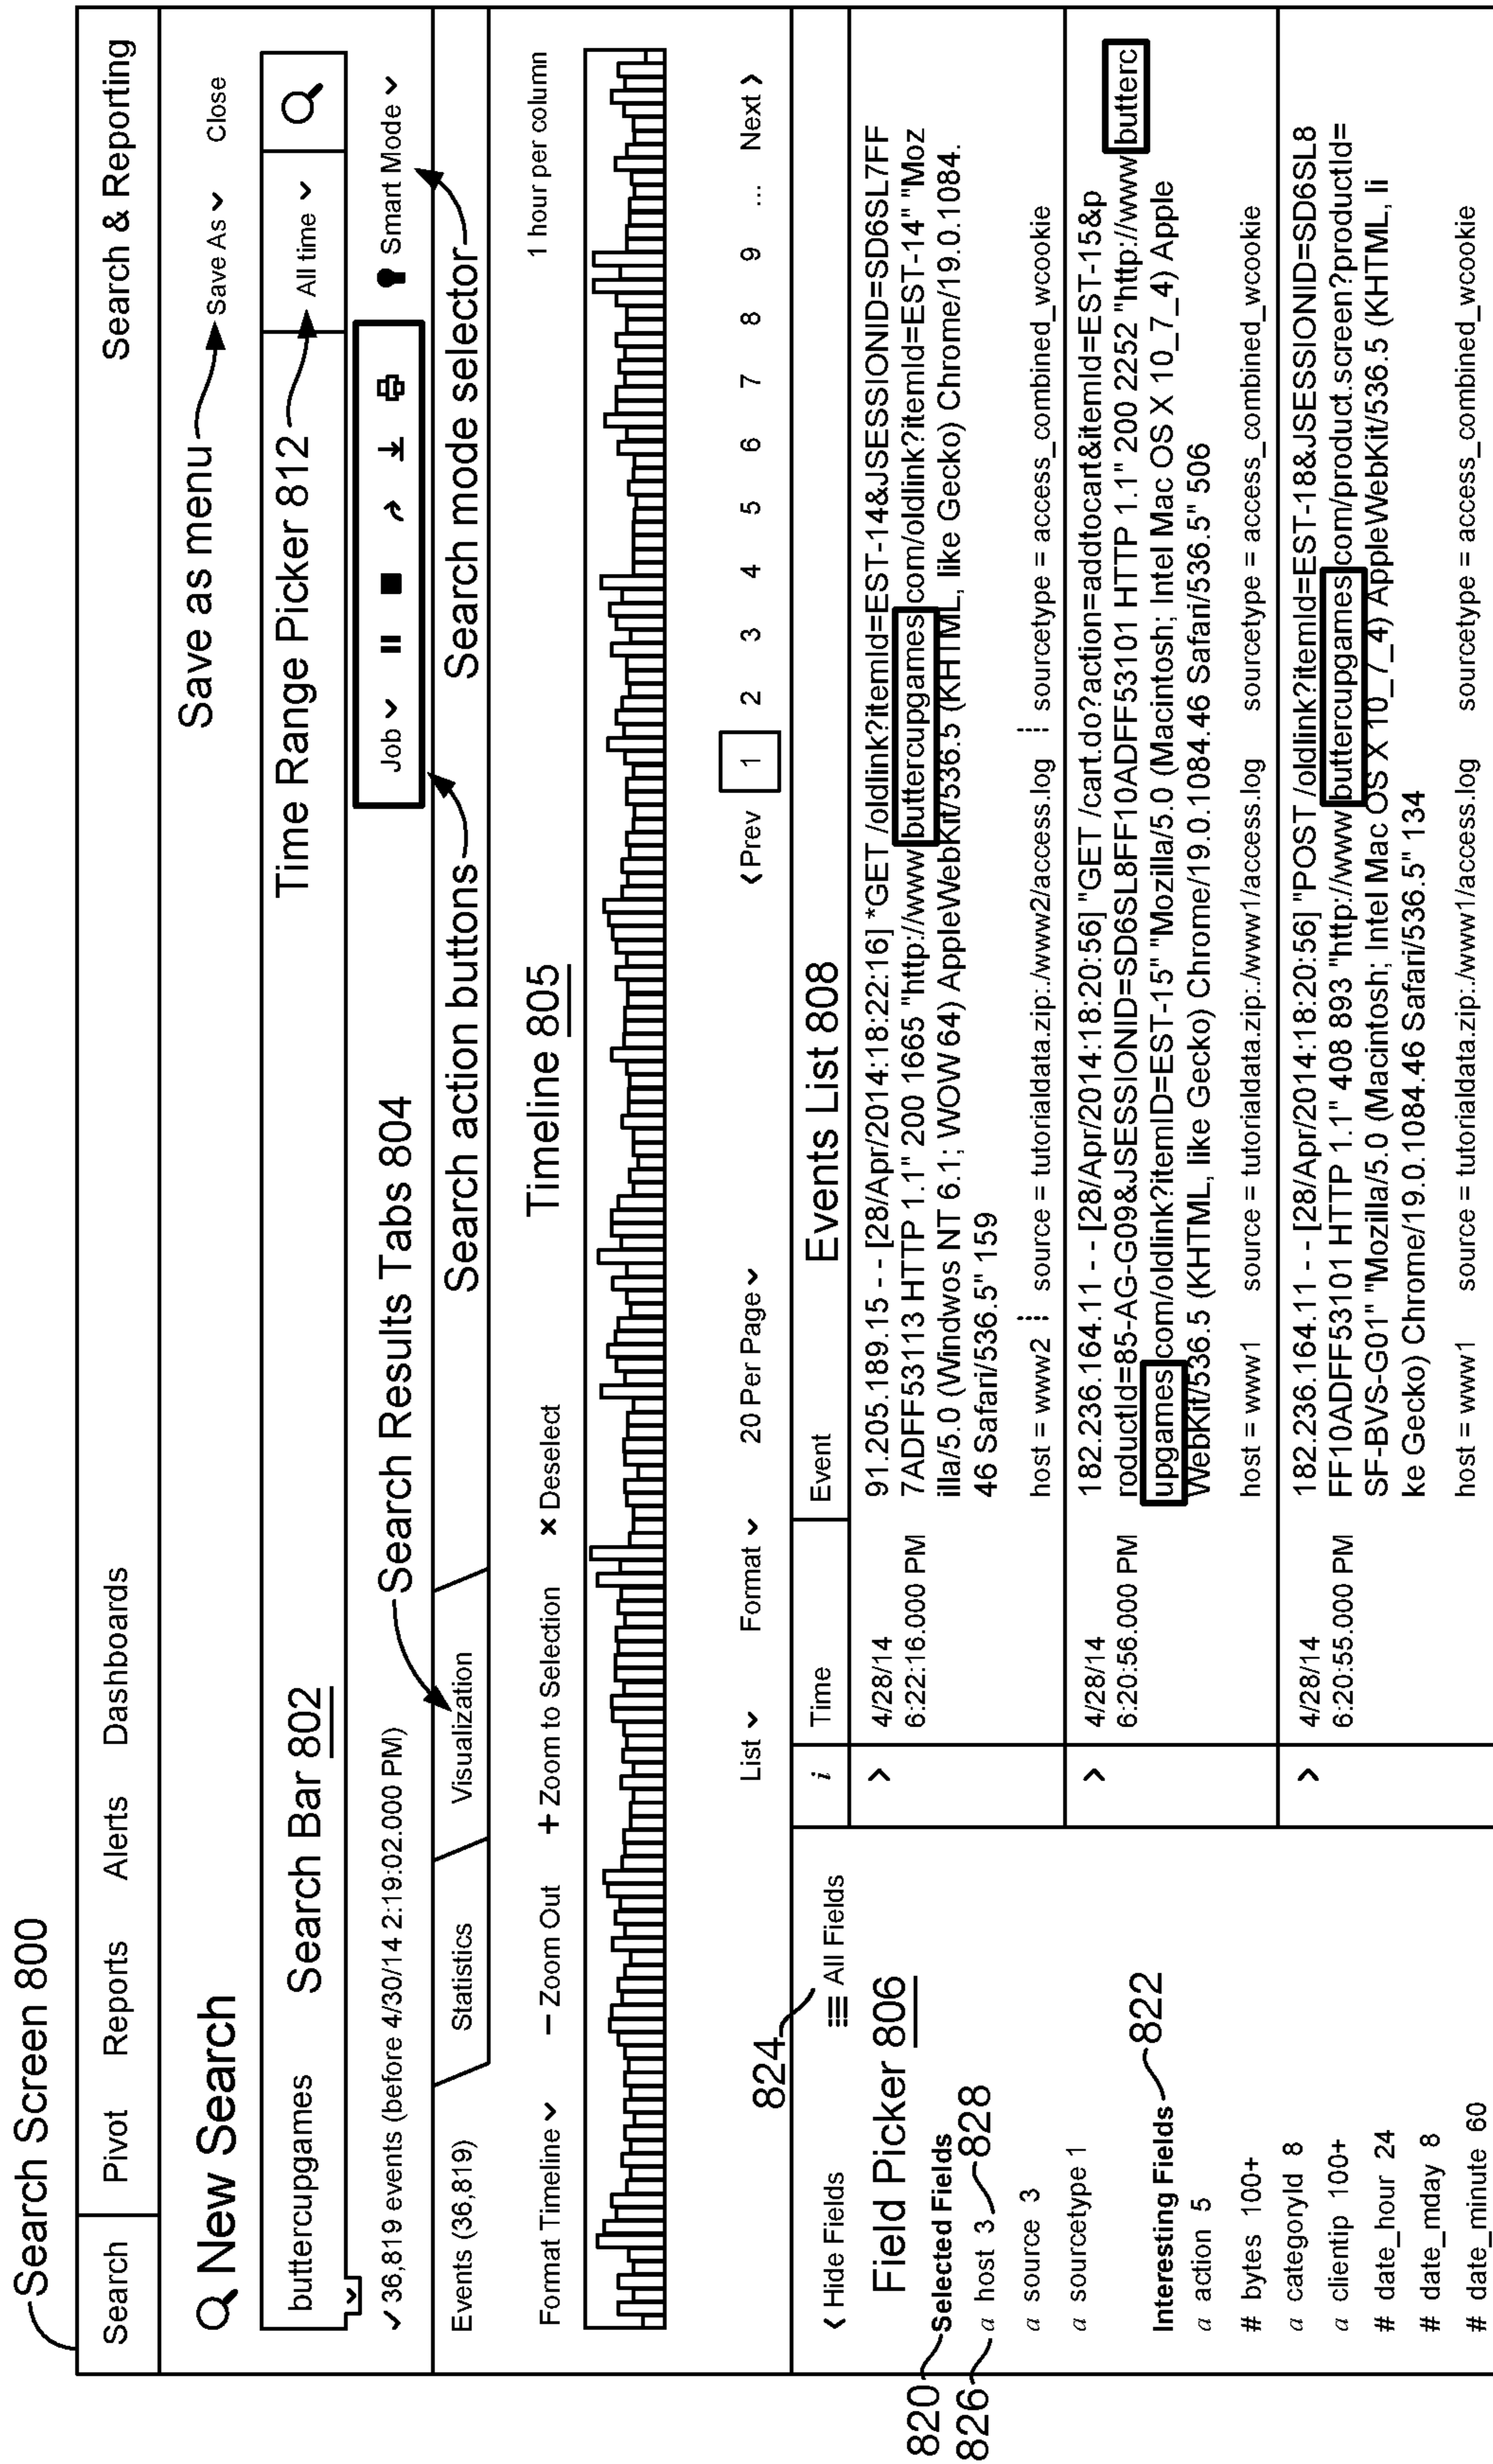 Search Screen 800
Search Pivot Reports Alerts Dashboards Search & Reporting
New Search
Save as menu
Save As Close
buttercupgames Search Bar 802
Time Range Picker 812
All time
36,819 events (before 4/30/14 2:19:02.000 PM)
Search Results Tabs 804
Job
Smart Mode
Events (36,819) Statistics Visualization
Search action buttons
Search mode selector
Format Timeline – Zoom Out + Zoom to Selection × Deselect
Timeline 805
1 hour per column
824
List Format 20 Per Page < Prev 1 2 3 4 5 6 7 8 9 ... Next >
< Hide Fields All Fields
Field Picker 806
820
Selected Fields
826
a host 3
828
a source 3
a sourcetype 1
Interesting Fields
822
a action 5
# bytes 100+
a categoryId 8
a clientip 100+
# date_hour 24
# date_mday 8
# date_minute 60
i Time Event
Events List 808
> 4/28/14
6:22:16.000 PM
91.205.189.15 - - [28/Apr/2014:18:22:16] *GET /oldlink?itemId=EST-14&JSESSIONID=SD6SL7FF
7ADFF53113 HTTP 1.1" 200 1665 "http://www buttercupgames com/oldlink?itemId=EST-14" "Moz
illa/5.0 (Windwos NT 6.1; WOW 64) AppleWebKit/536.5 (KHTML, like Gecko) Chrome/19.0.1084.
46 Safari/536.5" 159
host = www2 source = tutorialdata.zip:./www2/access.log sourcetype = access_combined_wcookie
> 4/28/14
6:20:56.000 PM
182.236.164.11 - - [28/Apr/2014:18:20:56] "GET /cart.do?action=addtocart&itemId=EST-15&p
roductId=85-AG-G09&JSESSIONID=SD6SL8FF10ADFF53101 HTTP 1.1" 200 2252 "http://www butterc
upgames com/oldlink?itemID=EST-15" "Mozilla/5.0 (Macintosh; Intel Mac OS X 10_7_4) Apple
WebKit/536.5 (KHTML, like Gecko) Chrome/19.0.1084.46 Safari/536.5" 506
host = www1 source = tutorialdata.zip:./www1/access.log sourcetype = access_combined_wcookie
> 4/28/14
6:20:55.000 PM
182.236.164.11 - - [28/Apr/2014:18:20:56] "POST /oldlink?itemId=EST-18&JSESSIONID=SD6SL8
FF10ADFF53101 HTTP 1.1" 408 893 "http://www buttercupgames com/product.screen?productId=
SF-BVS-G01" "Mozilla/5.0 (Macintosh; Intel Mac OS X 10_7_4) AppleWebKit/536.5 (KHTML, li
ke Gecko) Chrome/19.0.1084.46 Safari/536.5" 134
host = www1 source = tutorialdata.zip:./www1/access.log sourcetype = access_combined_wcookie